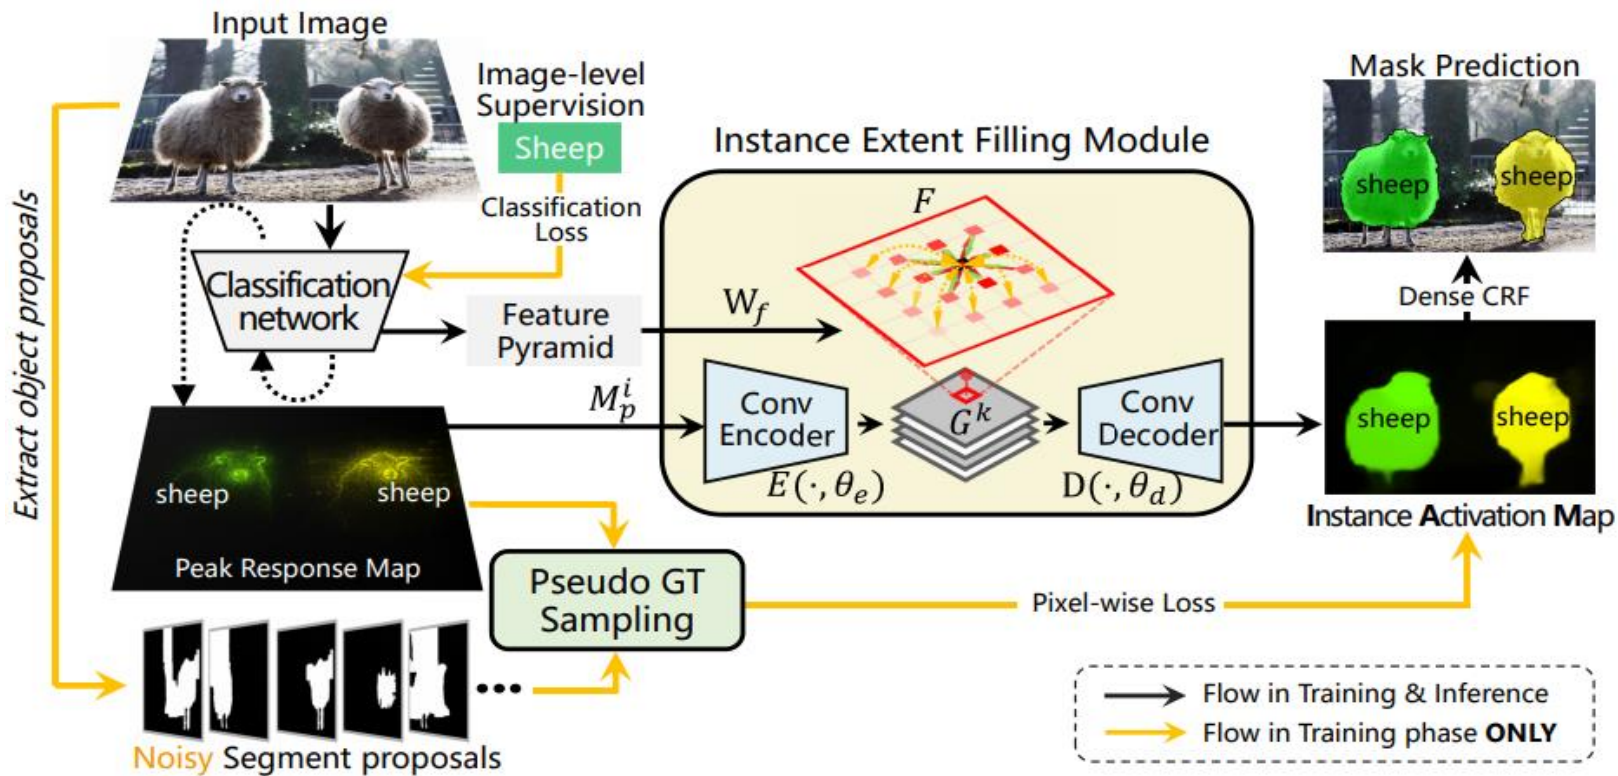 Input Image
Image-level
Supervision
Sheep
Classification
Loss
Extract object proposals
Classification
network
Feature
Pyramid
Instance Extent Filling Module
F
W_f
M_p^i
Conv
Encoder
E(·, θ_e)
G^k
Conv
Decoder
D(·, θ_d)
Mask Prediction
sheep
sheep
Dense CRF
sheep
sheep
Instance Activation Map
sheep
sheep
Peak Response Map
Pseudo GT
Sampling
Pixel-wise Loss
Noisy Segment proposals
Flow in Training & Inference
Flow in Training phase ONLY